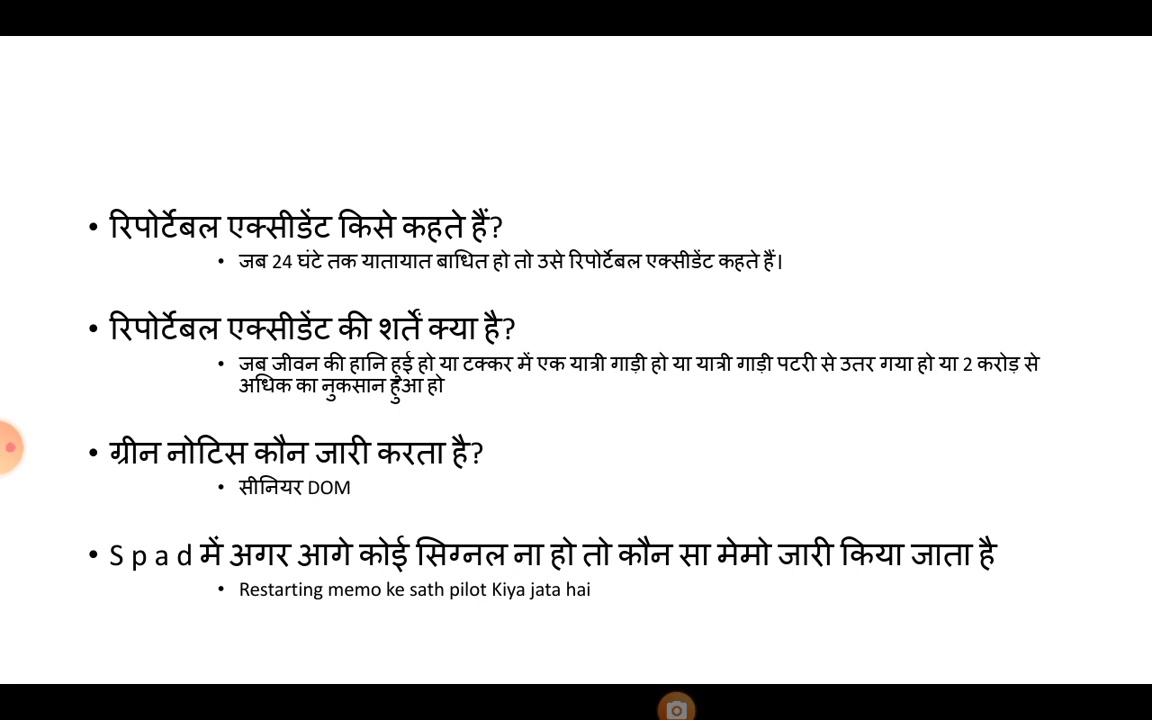 • रिपोर्टेबल एक्सीडेंट किसे कहते हैं?
• जब 24 घंटे तक यातायात बाधित हो तो उसे रिपोर्टेबल एक्सीडेंट कहते हैं।
• रिपोर्टेबल एक्सीडेंट की शर्तें क्या है?
• जब जीवन की हानि हुई हो या टक्कर में एक यात्री गाड़ी हो या यात्री गाड़ी पटरी से उतर गया हो या 2 करोड़ से
अधिक का नुकसान हुआ हो
• ग्रीन नोटिस कौन जारी करता है?
• सीनियर DOM
• S p a d में अगर आगे कोई सिग्नल ना हो तो कौन सा मेमो जारी किया जाता है
• Restarting memo ke sath pilot Kiya jata hai